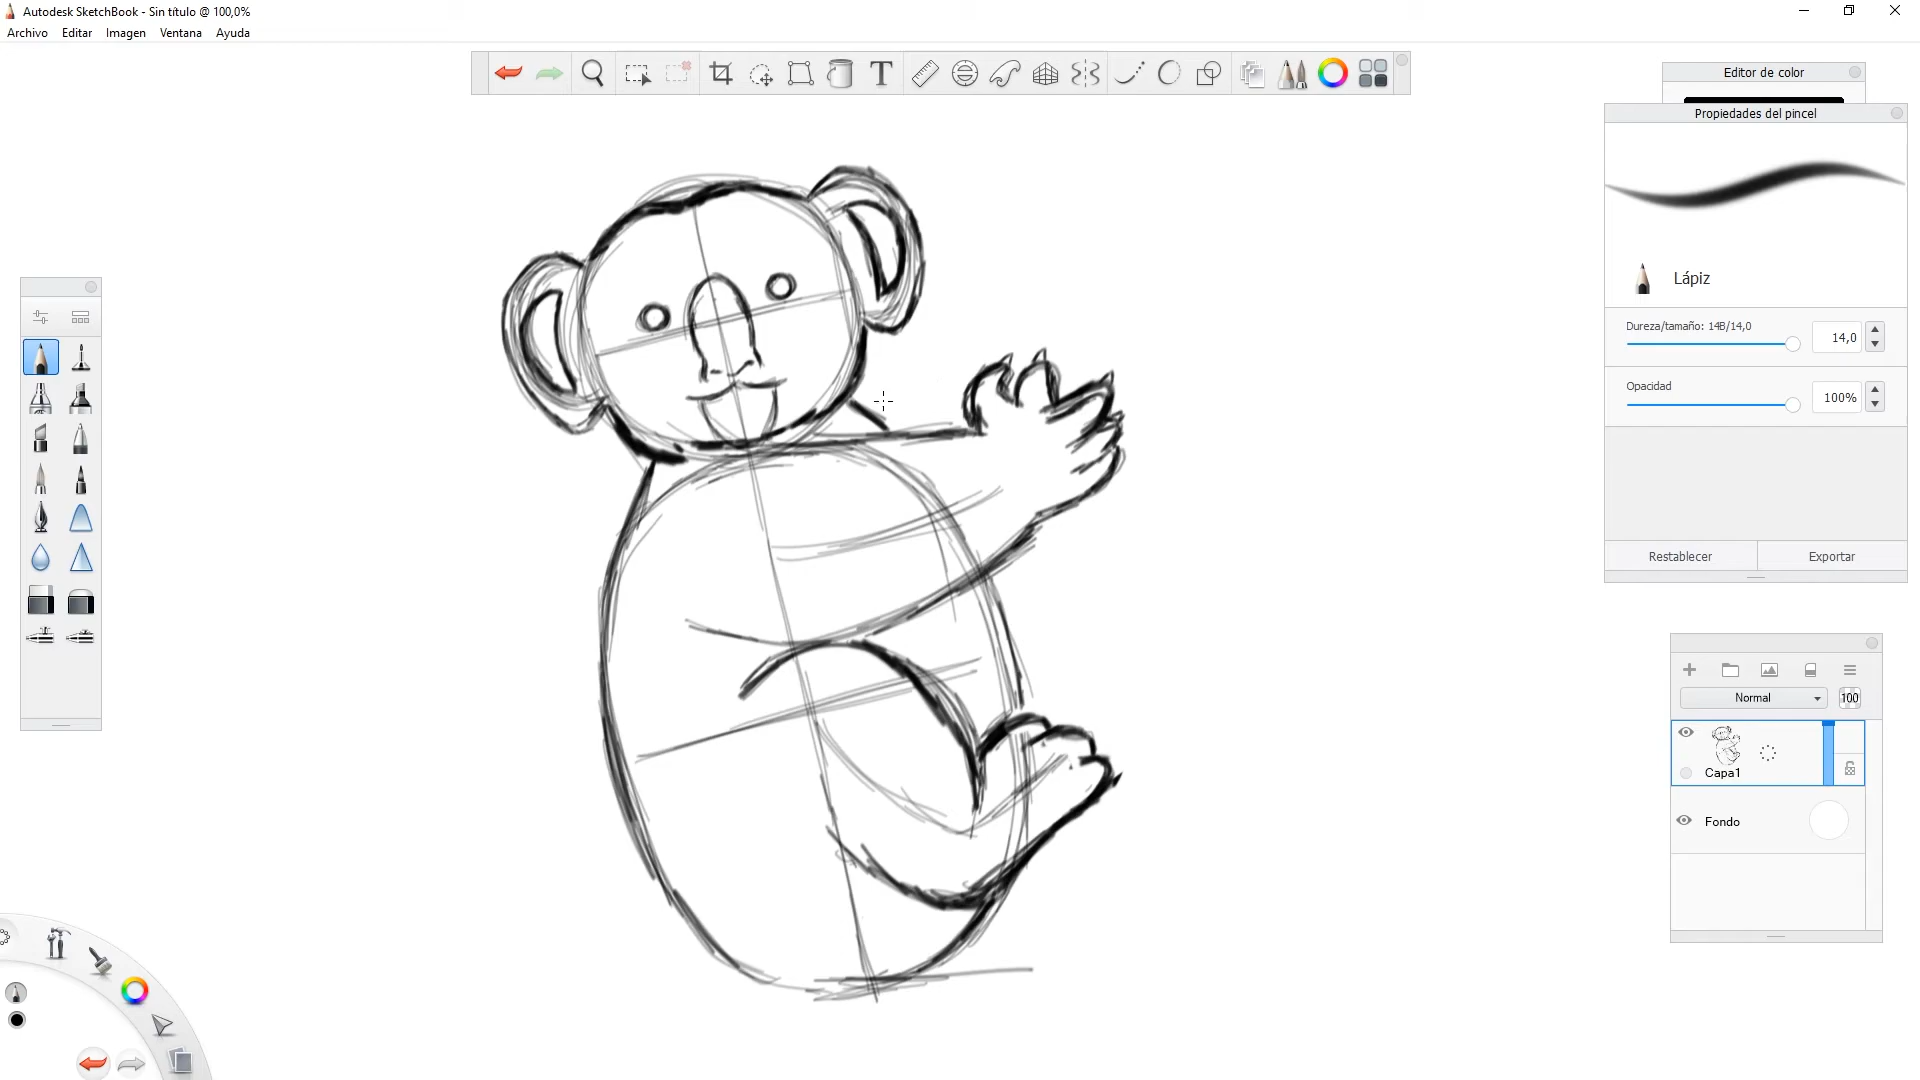 Autodesk SketchBook - Sin título @ 100,0%
Archivo Editar Imagen Ventana Ayuda
T
Editor de color
Propiedades del pincel
Lápiz
Dureza/tamaño: 14B/14,0
14,0
Opacidad
100%
Restablecer Exportar
Normal 100
Capa1
Fondo